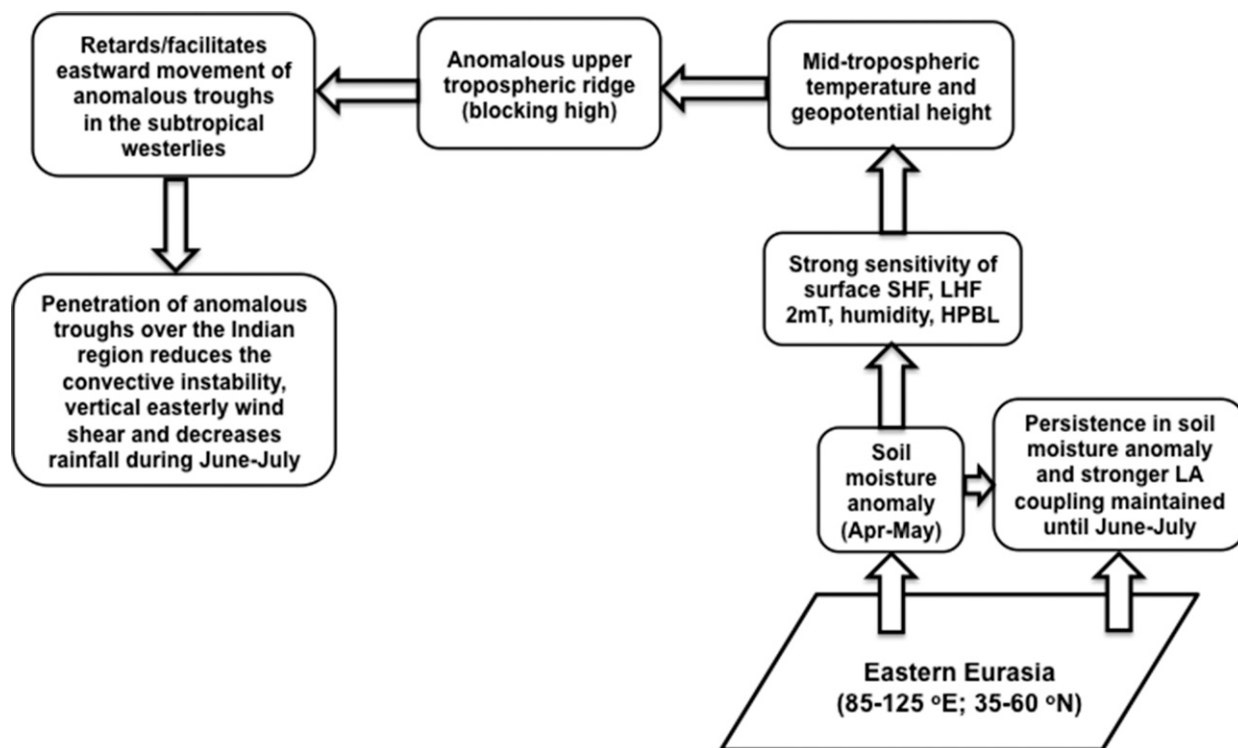 Retards/facilitates
eastward movement of
anomalous troughs
in the subtropical
westerlies
Anomalous upper
tropospheric ridge
(blocking high)
Mid-tropospheric
temperature and
geopotential height
Penetration of anomalous
troughs over the Indian
region reduces the
convective instability,
vertical easterly wind
shear and decreases
rainfall during June-July
Strong sensitivity of
surface SHF, LHF
2mT, humidity, HPBL
Soil
moisture
anomaly
(Apr-May)
Persistence in soil
moisture anomaly
and stronger LA
coupling maintained
until June-July
Eastern Eurasia
(85-125 ºE; 35-60 ºN)